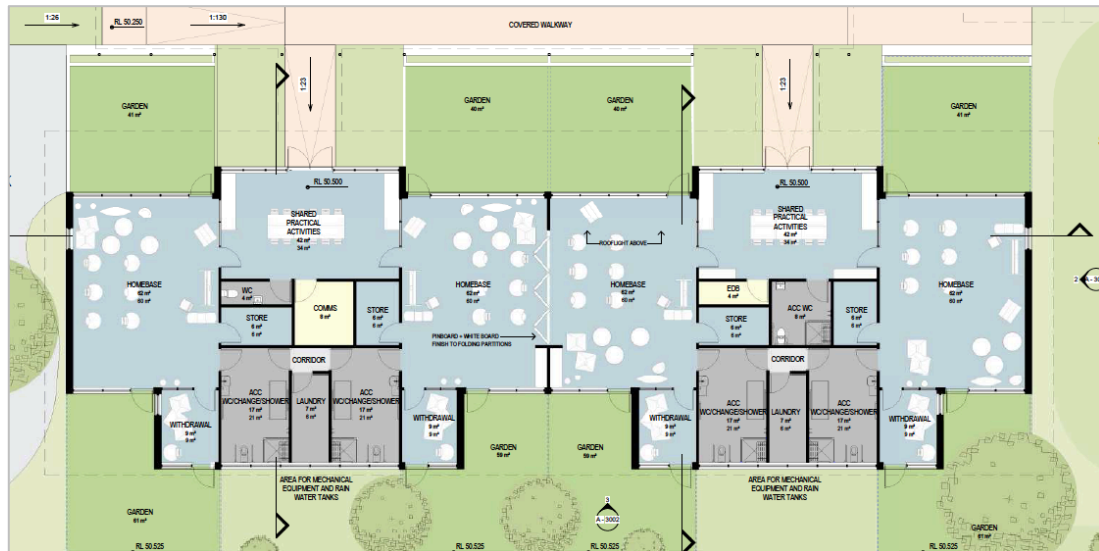 1:26
RL 50.250
1:130
COVERED WALKWAY
1:23
1:23
GARDEN
41 m²
GARDEN
40 m²
GARDEN
40 m²
GARDEN
41 m²
RL 50.500
RL 50.500
SHARED
PRACTICAL
ACTIVITIES
42 m²
34 m²
SHARED
PRACTICAL
ACTIVITIES
42 m²
34 m²
ROOFLIGHT ABOVE
HOMEBASE
62 m²
60 m²
HOMEBASE
62 m²
60 m²
HOMEBASE
62 m²
60 m²
HOMEBASE
62 m²
60 m²
WC
4 m²
COMMS
8 m²
STORE
6 m²
5 m²
STORE
6 m²
5 m²
EDB
4 m²
ACC WC
8 m²
STORE
6 m²
5 m²
STORE
6 m²
5 m²
PINBOARD + WHITE BOARD
FINISH TO FOLDING PARTITIONS
CORRIDOR
CORRIDOR
ACC
WC/CHANGE/SHOWER
17 m²
21 m²
LAUNDRY
7 m²
6 m²
ACC
WC/CHANGE/SHOWER
17 m²
21 m²
ACC
WC/CHANGE/SHOWER
17 m²
21 m²
LAUNDRY
7 m²
6 m²
ACC
WC/CHANGE/SHOWER
17 m²
21 m²
WITHDRAWAL
9 m²
9 m²
WITHDRAWAL
9 m²
9 m²
WITHDRAWAL
9 m²
9 m²
WITHDRAWAL
9 m²
9 m²
GARDEN
59 m²
GARDEN
59 m²
AREA FOR MECHANICAL
EQUIPMENT AND RAIN
WATER TANKS
AREA FOR MECHANICAL
EQUIPMENT AND RAIN
WATER TANKS
3
A-3002
2
GARDEN
61 m²
GARDEN
61 m²
RL 50.525
RL 50.525
RL 50.525
RL 50.525